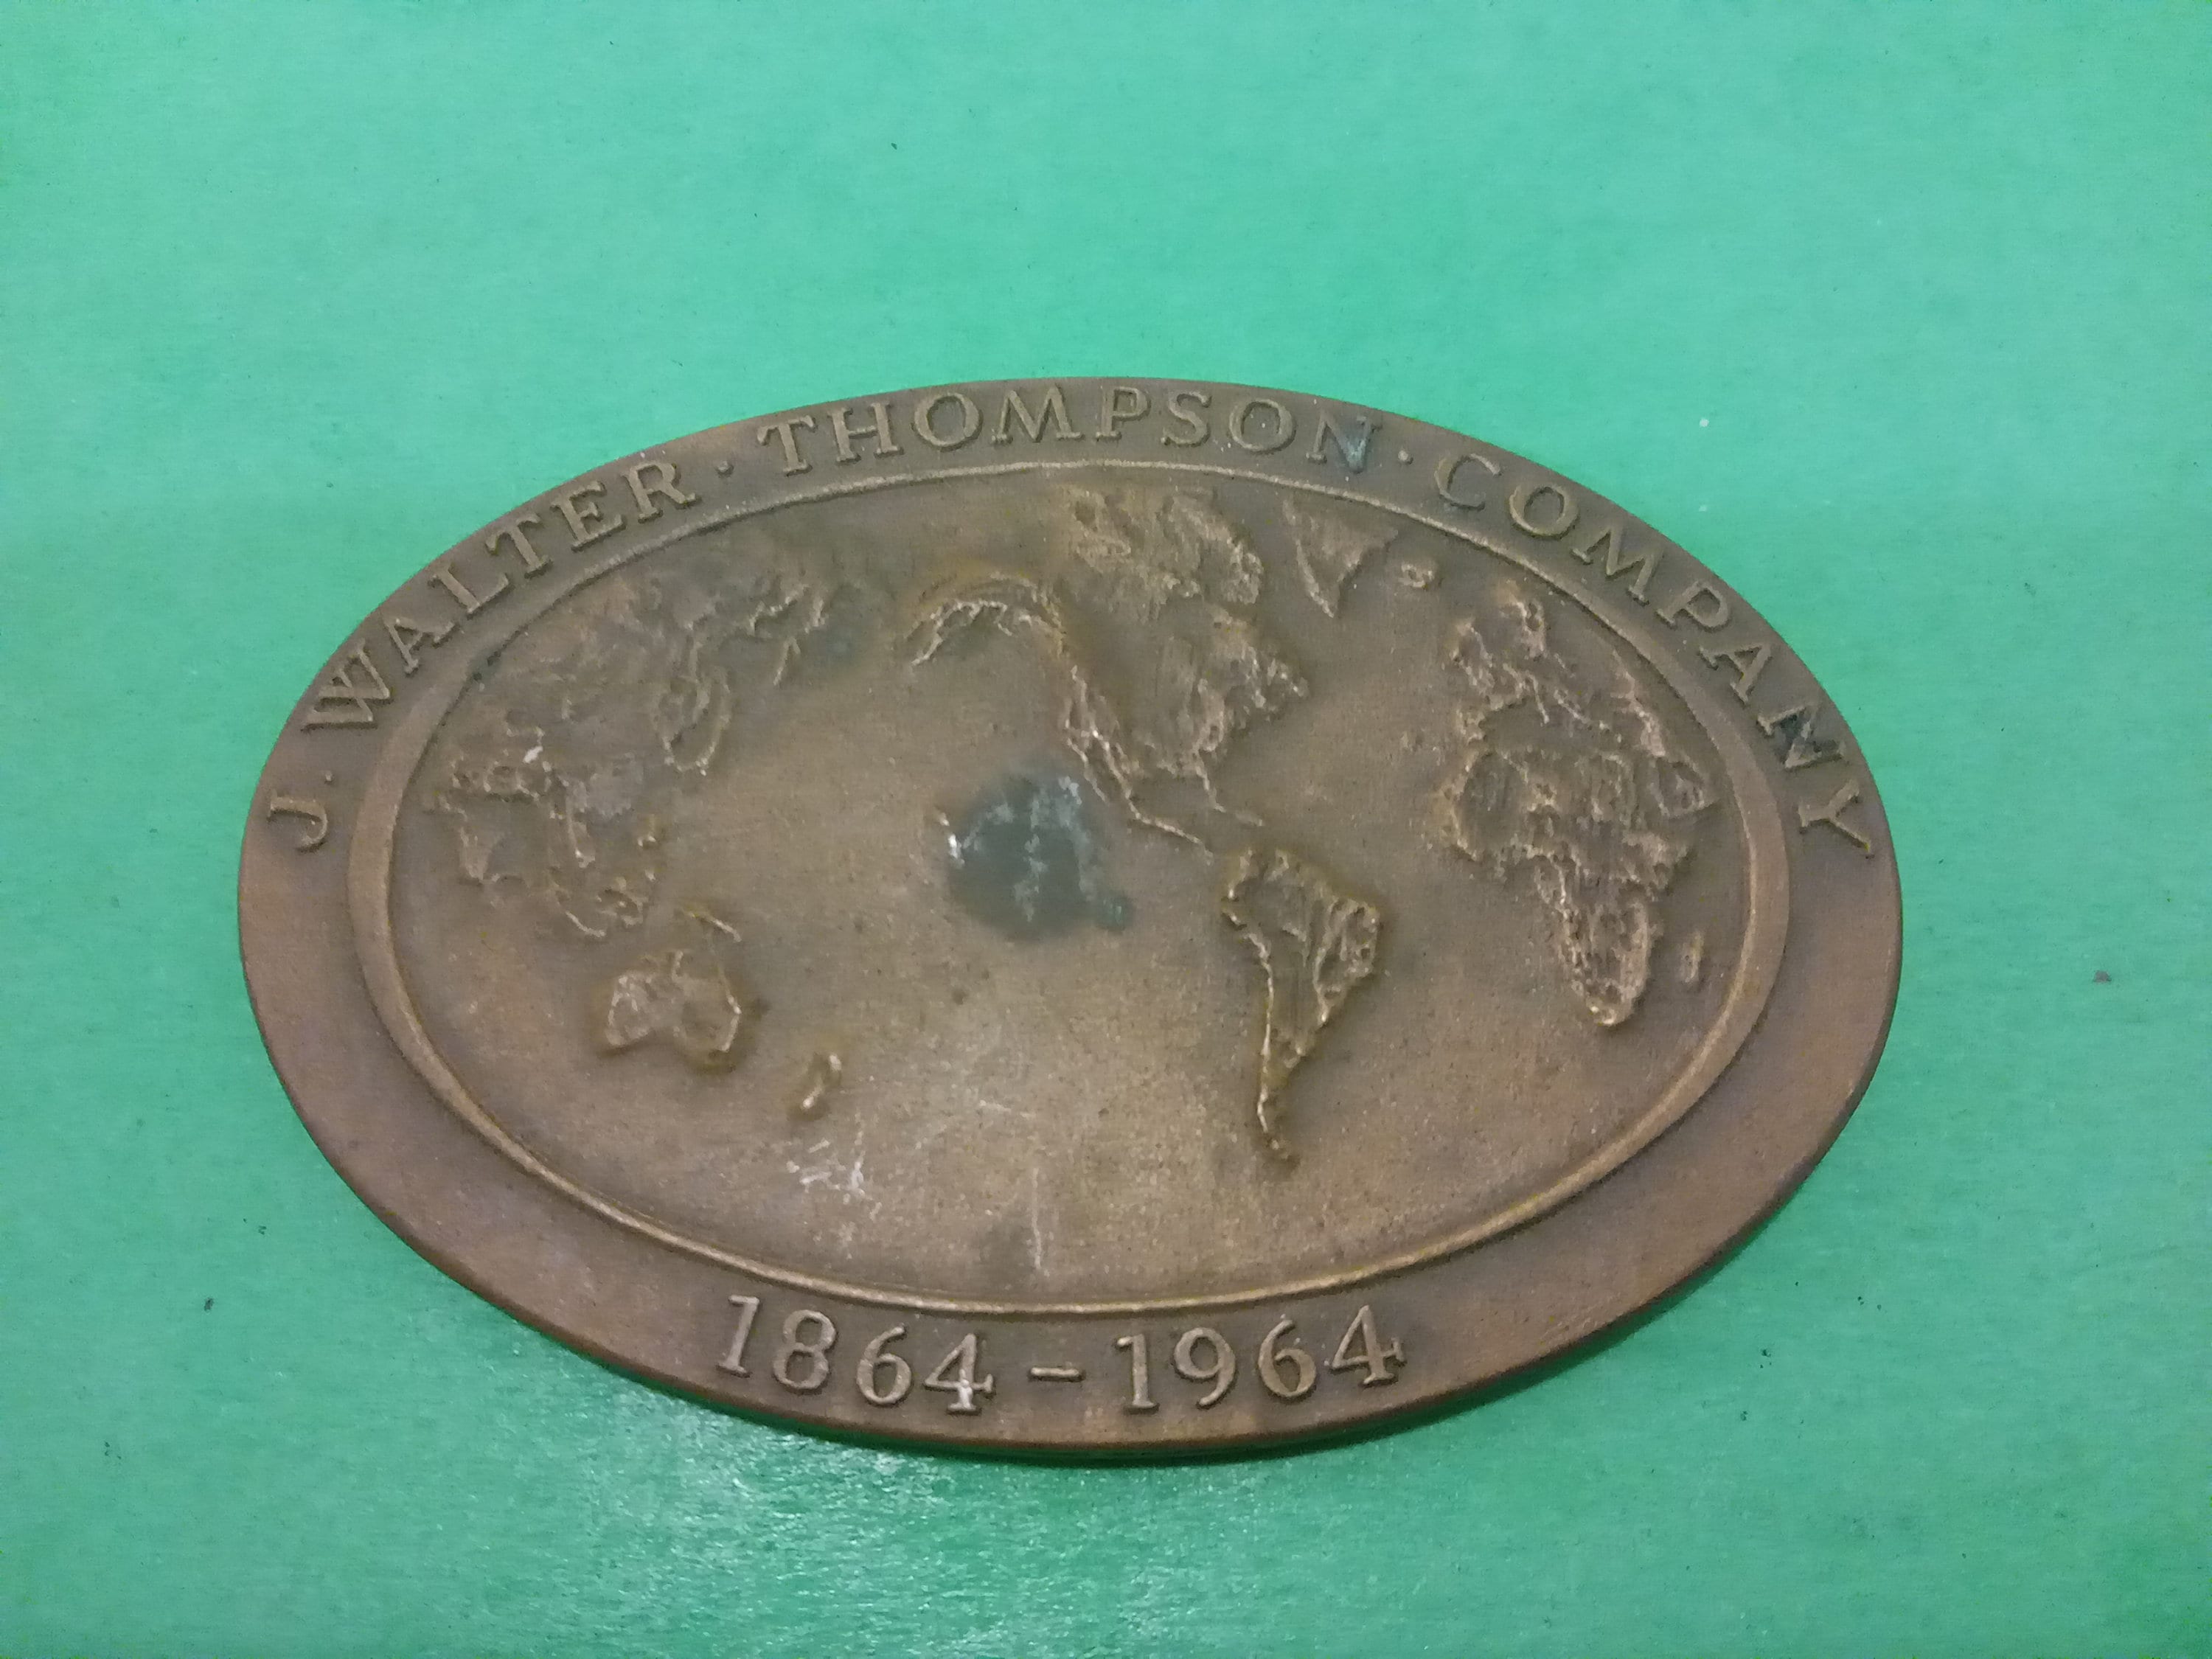 J. WALTER · THOMPSON · COMPANY
1864 – 1964